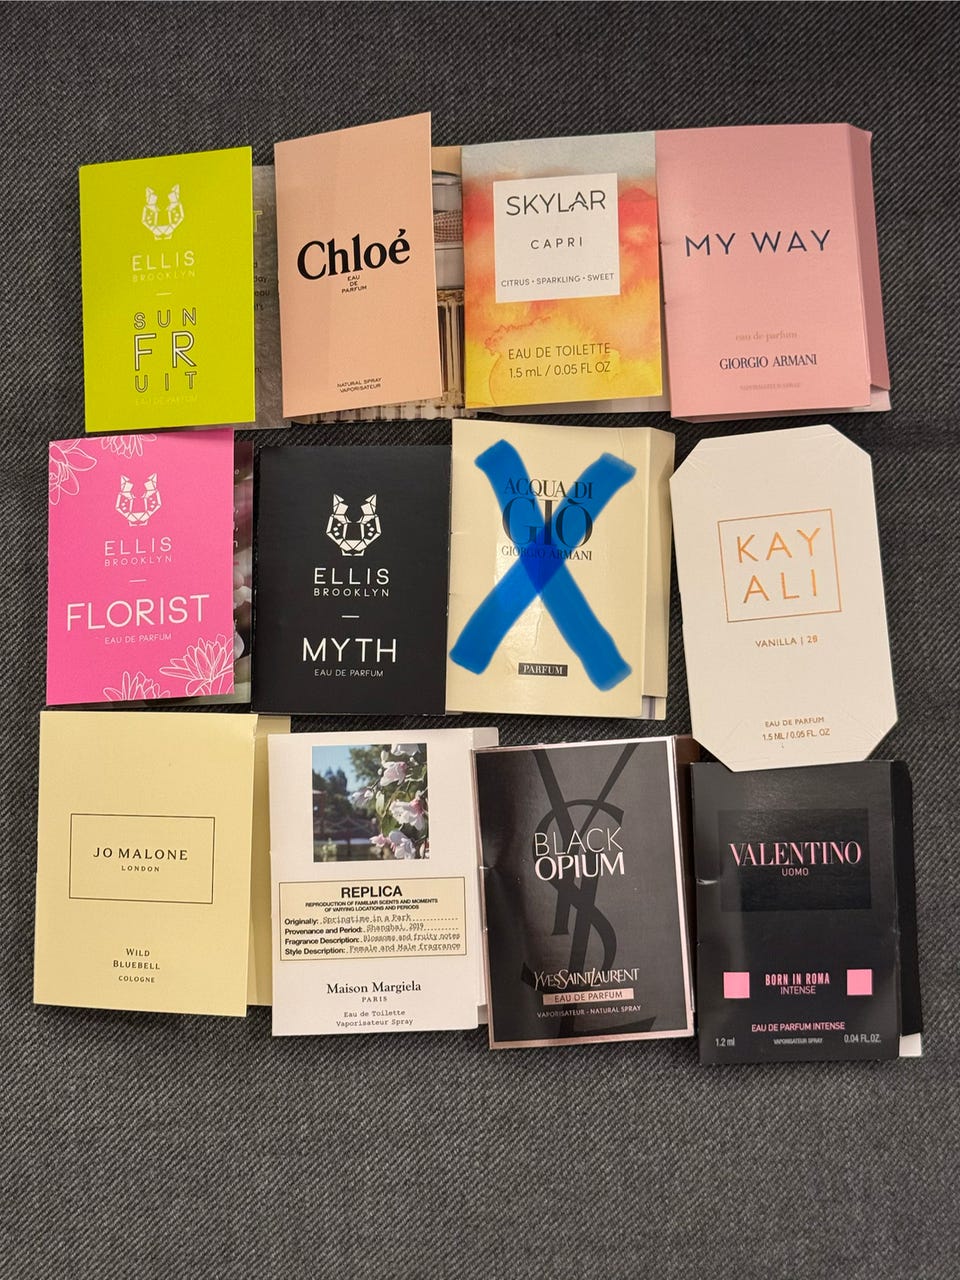 ELLIS
BROOKLYN
SUN
FR
UIT
EAU DE PARFUM
Chloé
EAU
DE
PARFUM
NATURAL SPRAY
VAPORISATEUR
SKYLAR
CAPRI
CITRUS • SPARKLING • SWEET
EAU DE TOILETTE
1.5 mL / 0.05 FL OZ
MY WAY
eau de parfum
GIORGIO ARMANI
VAPORISATEUR SPRAY
ELLIS
BROOKLYN
FLORIST
EAU DE PARFUM
ELLIS
BROOKLYN
MYTH
EAU DE PARFUM
ACQUA DI
GIÒ
GIORGIO ARMANI
PARFUM
KAY
ALI
VANILLA | 28
EAU DE PARFUM
1.5 ML / 0.05 FL. OZ
JO MALONE
LONDON
WILD
BLUEBELL
COLOGNE
REPLICA
REPRODUCTION OF FAMILIAR SCENTS AND MOMENTS
OF VARYING LOCATIONS AND PERIODS
Originally: Springtime in a Park
Provenance and Period: Shanghai, 2019
Fragrance Description: Blossoms and fruity notes
Style Description: Female and Male fragrance
Maison Margiela
PARIS
Eau de Toilette
Vaporisateur Spray
BLACK
OPIUM
YVES SAINT LAURENT
EAU DE PARFUM
VAPORISATEUR - NATURAL SPRAY
VALENTINO
UOMO
BORN IN ROMA
INTENSE
EAU DE PARFUM INTENSE
1.2 ml VAPORISATEUR SPRAY 0.04 FL.OZ.